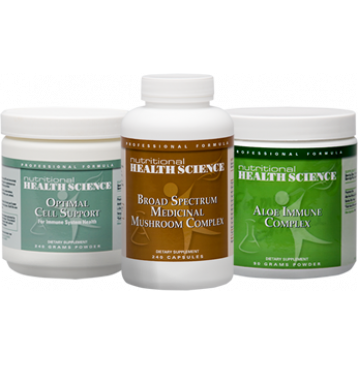 PROFESSIONAL FORMULA
nutritional
HEALTH SCIENCE
OPTIMAL
CELL SUPPORT
DIETARY SUPPLEMENT
240 GRAMS POWDER
PROFESSIONAL FORMULA
nutritional
HEALTH SCIENCE
BROAD SPECTRUM
MEDICINAL
MUSHROOM COMPLEX
DIETARY SUPPLEMENT
240 CAPSULES
PROFESSIONAL FORMULA
nutritional
HEALTH SCIENCE
ALOE IMMUNE
COMPLEX
DIETARY SUPPLEMENT
GRAMS POWDER